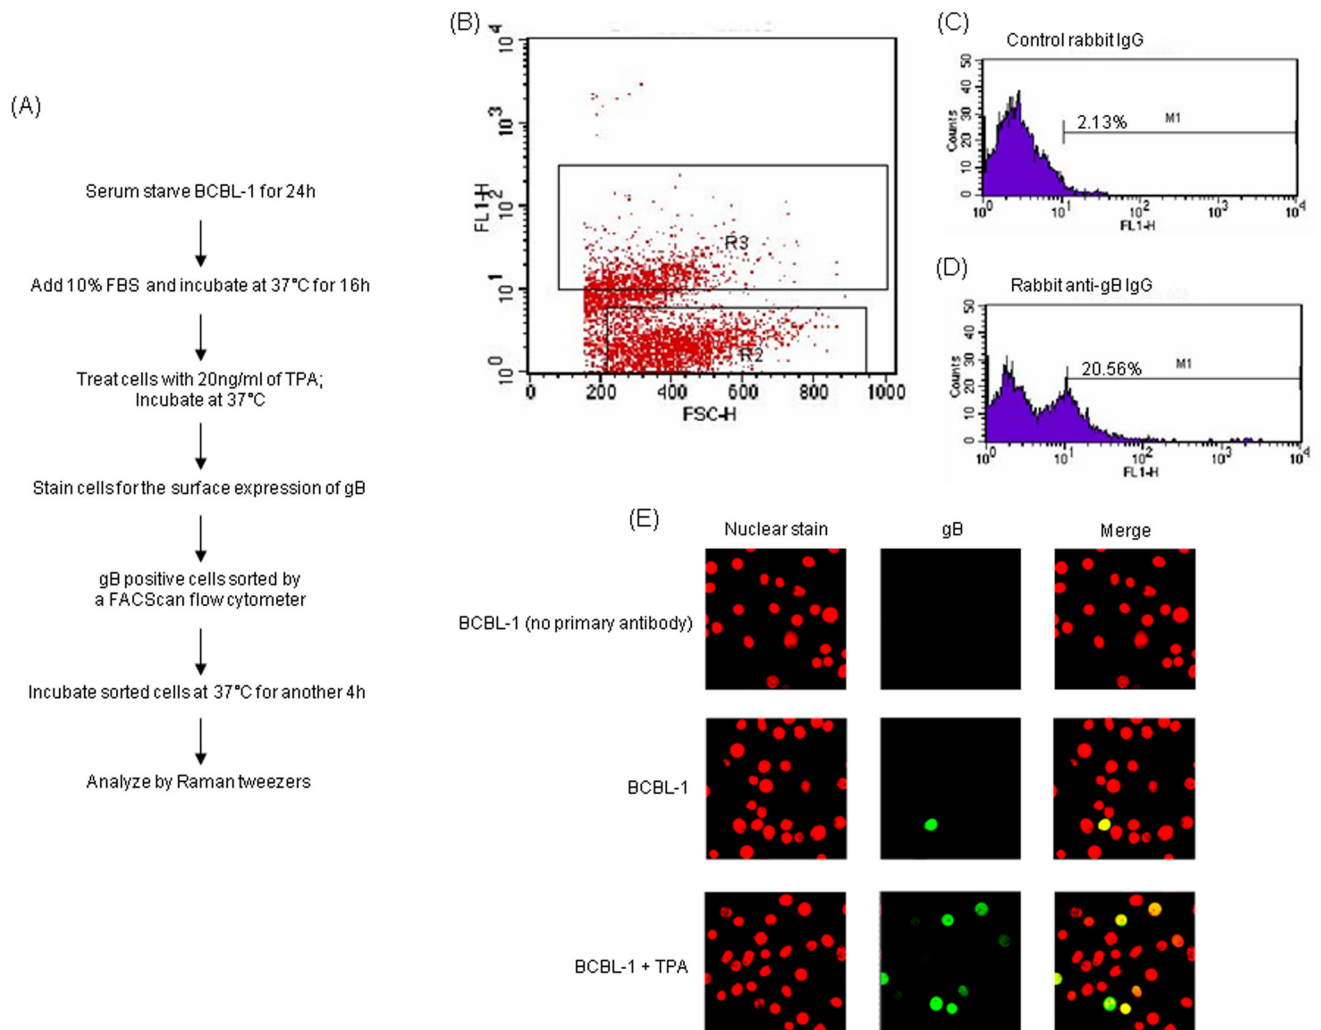 (A)
Serum starve BCBL-1 for 24h
Add 10% FBS and incubate at 37°C for 16h
Treat cells with 20ng/ml of TPA;
Incubate at 37°C
Stain cells for the surface expression of gB
gB positive cells sorted by
a FACScan flow cytometer
Incubate sorted cells at 37°C for another 4h
Analyze by Raman tweezers
(B)
FL1-H
10^4
10^3
10^2
10^1
10^0
R3
R2
0 200 400 600 800 1000
FSC-H
(C)
Control rabbit IgG
Counts
50
40
30
20
10
0
2.13%
M1
10^0 10^1 10^2 10^3 10^4
FL1-H
(D)
Rabbit anti-gB IgG
Counts
50
40
30
20
10
0
20.56%
M1
10^0 10^1 10^2 10^3 10^4
FL1-H
(E)
Nuclear stain gB Merge
BCBL-1 (no primary antibody)
BCBL-1
BCBL-1 + TPA